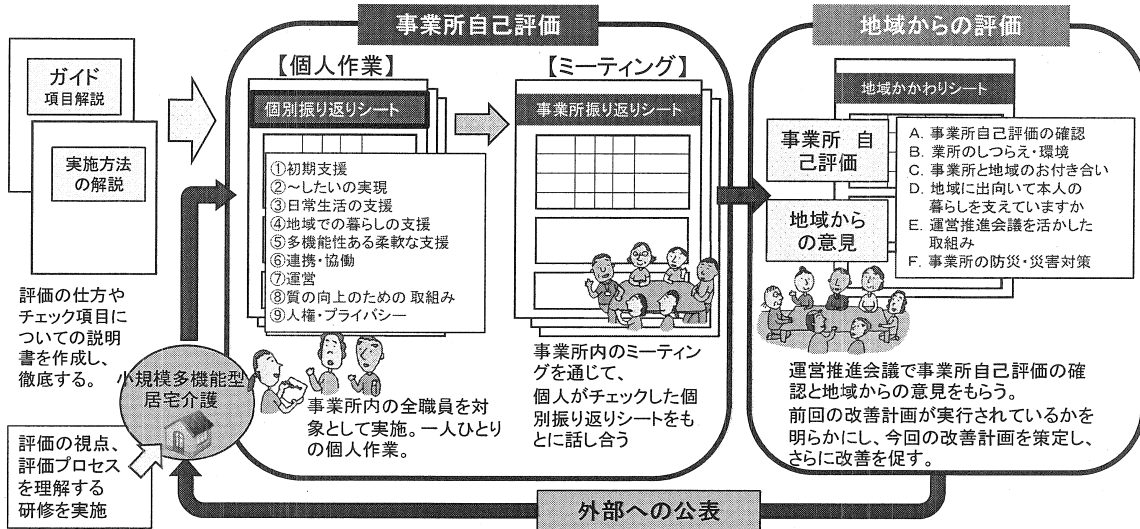 事業所自己評価
地域からの評価
ガイド
項目解説
実施方法
の解説
評価の仕方や
チェック項目に
ついての説明
書を作成し、
徹底する。
小規模多機能型
居宅介護
評価の視点、
評価プロセス
を理解する
研修を実施
【個人作業】
個別振り返りシート
①初期支援
②~したいの実現
③日常生活の支援
④地域での暮らしの支援
⑤多機能性ある柔軟な支援
⑥連携・協働
⑦運営
⑧質の向上のための 取組み
⑨人権・プライバシー
事業所内の全職員を対
象として実施。一人ひとり
の個人作業。
【ミーティング】
事業所振り返りシート
事業所内のミーティン
グを通じて、
個人がチェックした個
別振り返りシートをも
とに話し合う
地域かかわりシート
事業所 自
己評価
地域から
の意見
A. 事業所自己評価の確認
B. 業所のしつらえ・環境
C. 事業所と地域のお付き合い
D. 地域に出向いて本人の
暮らしを支えていますか
E. 運営推進会議を活かした
取組み
F. 事業所の防災・災害対策
運営推進会議で事業所自己評価の確
認と地域からの意見をもらう。
前回の改善計画が実行されているかを
明らかにし、今回の改善計画を策定し、
さらに改善を促す。
外部への公表